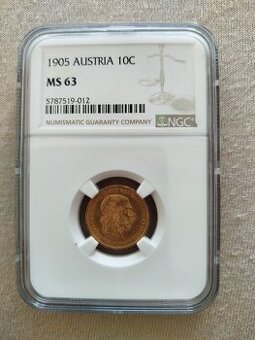 1905 AUSTRIA 10C
MS 63
5787519-012
NUMISMATIC GUARANTY COMPANY
NGC